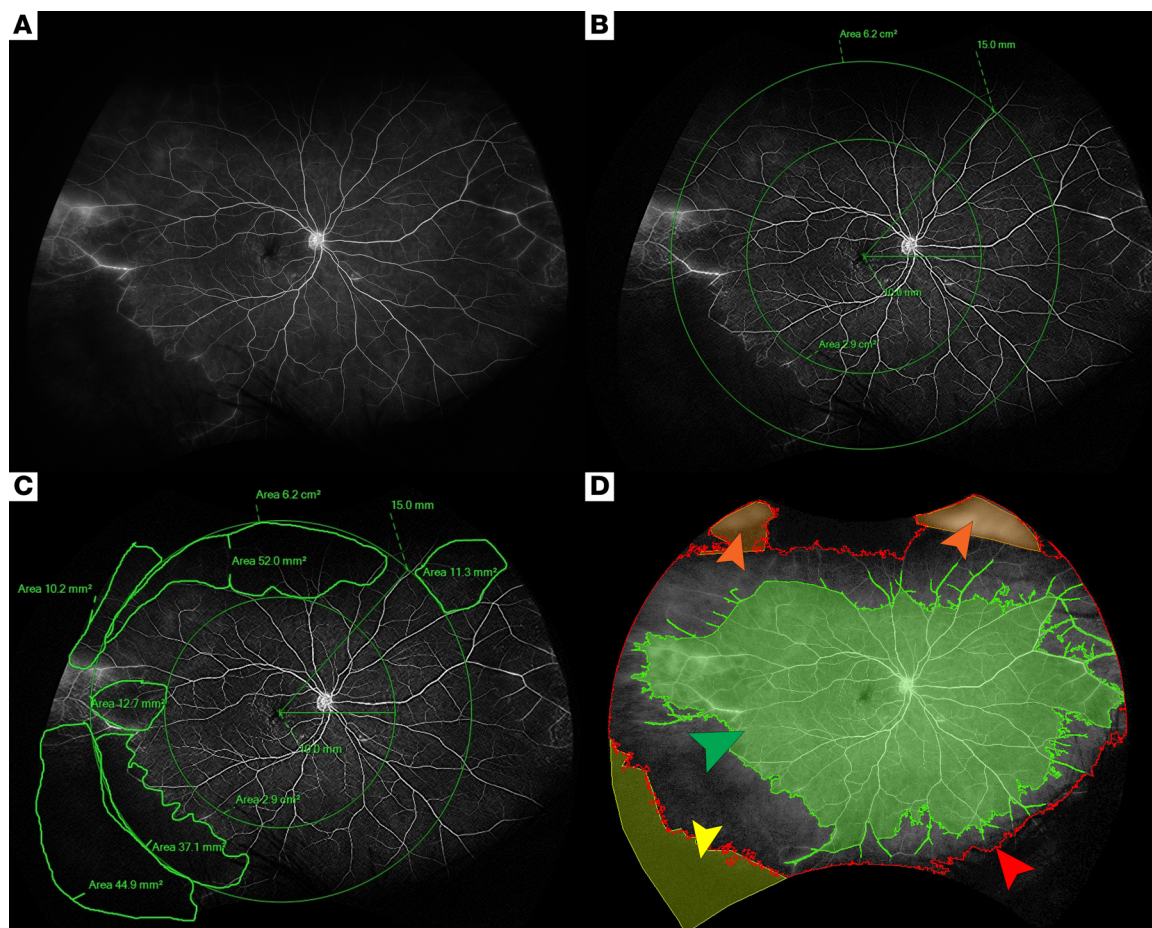 A
B
Area 6.2 cm²
15.0 mm
10.0 mm
Area 2.9 cm²
C
Area 6.2 cm²
15.0 mm
Area 52.0 mm²
Area 11.3 mm²
Area 10.2 mm²
Area 12.7 mm²
10.0 mm
Area 2.9 cm²
Area 37.1 mm²
Area 44.9 mm²
D